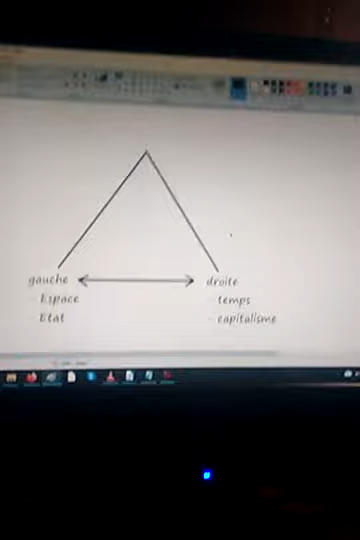 gauche
- Espace
- Etat
droite
- temps
- capitalisme